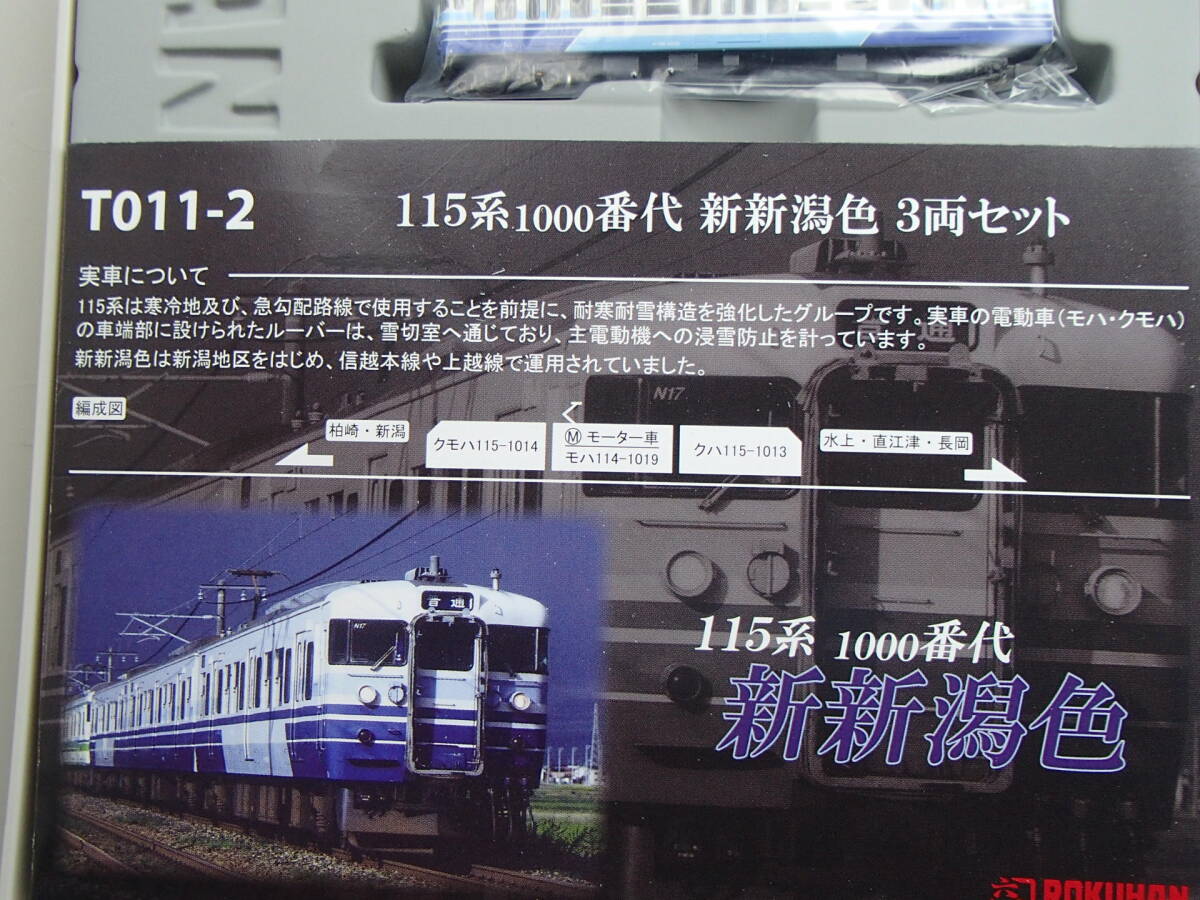 NE
T011-2
115系1000番代 新新潟色 3両セット
実車について
115系は寒冷地及び、急勾配路線で使用することを前提に、耐寒耐雪構造を強化したグループです。実車の電動車(モハ・クモハ)
の車端部に設けられたルーバーは、雪切室へ通じており、主電動機への浸雪防止を計っています。
新新潟色は新潟地区をはじめ、信越本線や上越線で運用されていました。
編成図
柏崎・新潟
クモハ115-1014
Ⓜ モーター車
モハ114-1019
クハ115-1013
水上・直江津・長岡
普通
N17
普通
N17
115系 1000番代
新新潟色
六 ROKUHAN